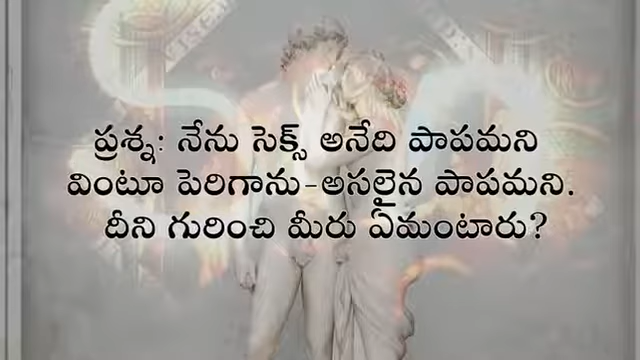 ప్రశ్న: నేను సెక్స్ అనేది పాపమని
వింటూ పెరిగాను-అసలైన పాపమని.
దీని గురించి మీరు ఏమంటారు?